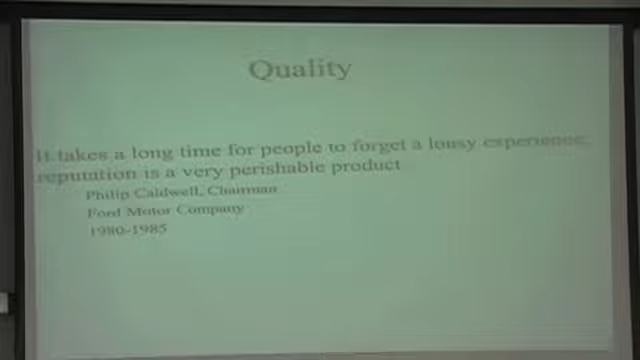 Quality
It takes a long time for people to forget a lousy experience;
reputation is a very perishable product
Philip Caldwell, Chairman
Ford Motor Company
1980-1985